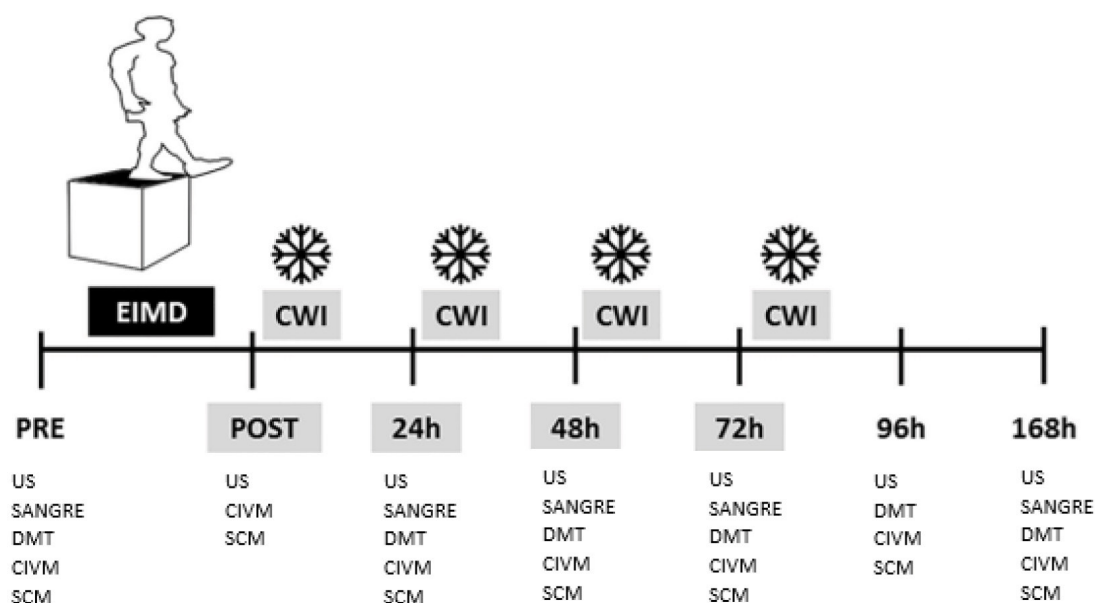 EIMD
CWI
CWI
CWI
CWI
PRE
POST
24h
48h
72h
96h
168h
US
SANGRE
DMT
CIVM
SCM
US
CIVM
SCM
US
SANGRE
DMT
CIVM
SCM
US
SANGRE
DMT
CIVM
SCM
US
SANGRE
DMT
CIVM
SCM
US
DMT
CIVM
SCM
US
SANGRE
DMT
CIVM
SCM